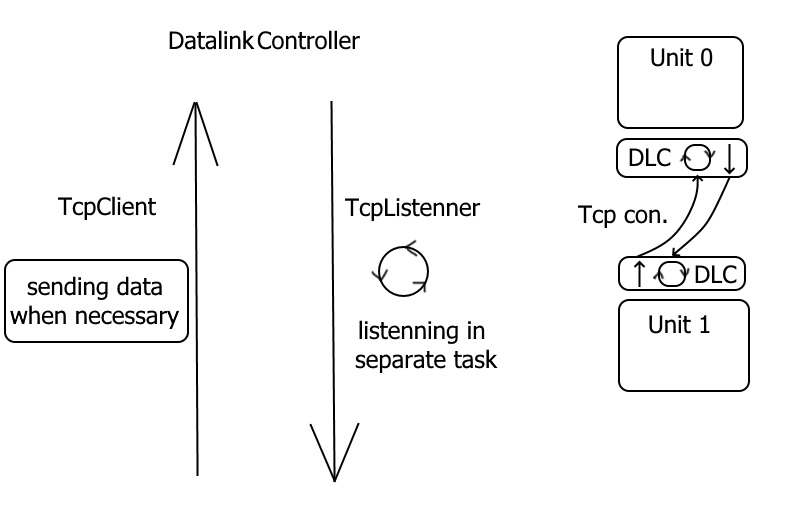 Datalink Controller
TcpClient
sending data
when necessary
TcpListenner
listenning in
separate task
Unit 0
DLC
Tcp con.
DLC
Unit 1